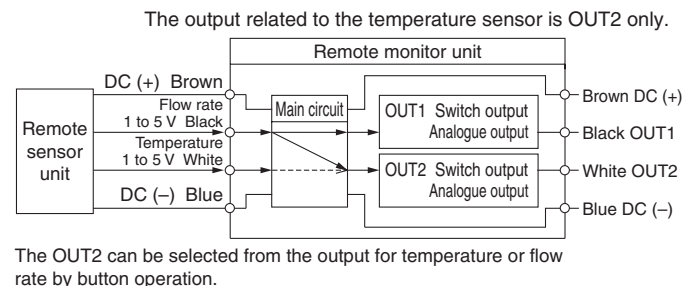 The output related to the temperature sensor is OUT2 only.
Remote monitor unit
DC (+) Brown
Flow rate
1 to 5 V Black
Temperature
1 to 5 V White
DC (–) Blue
Remote
sensor
unit
Main circuit
OUT1 Switch output
Analogue output
OUT2 Switch output
Analogue output
Brown DC (+)
Black OUT1
White OUT2
Blue DC (–)
The OUT2 can be selected from the output for temperature or flow
rate by button operation.